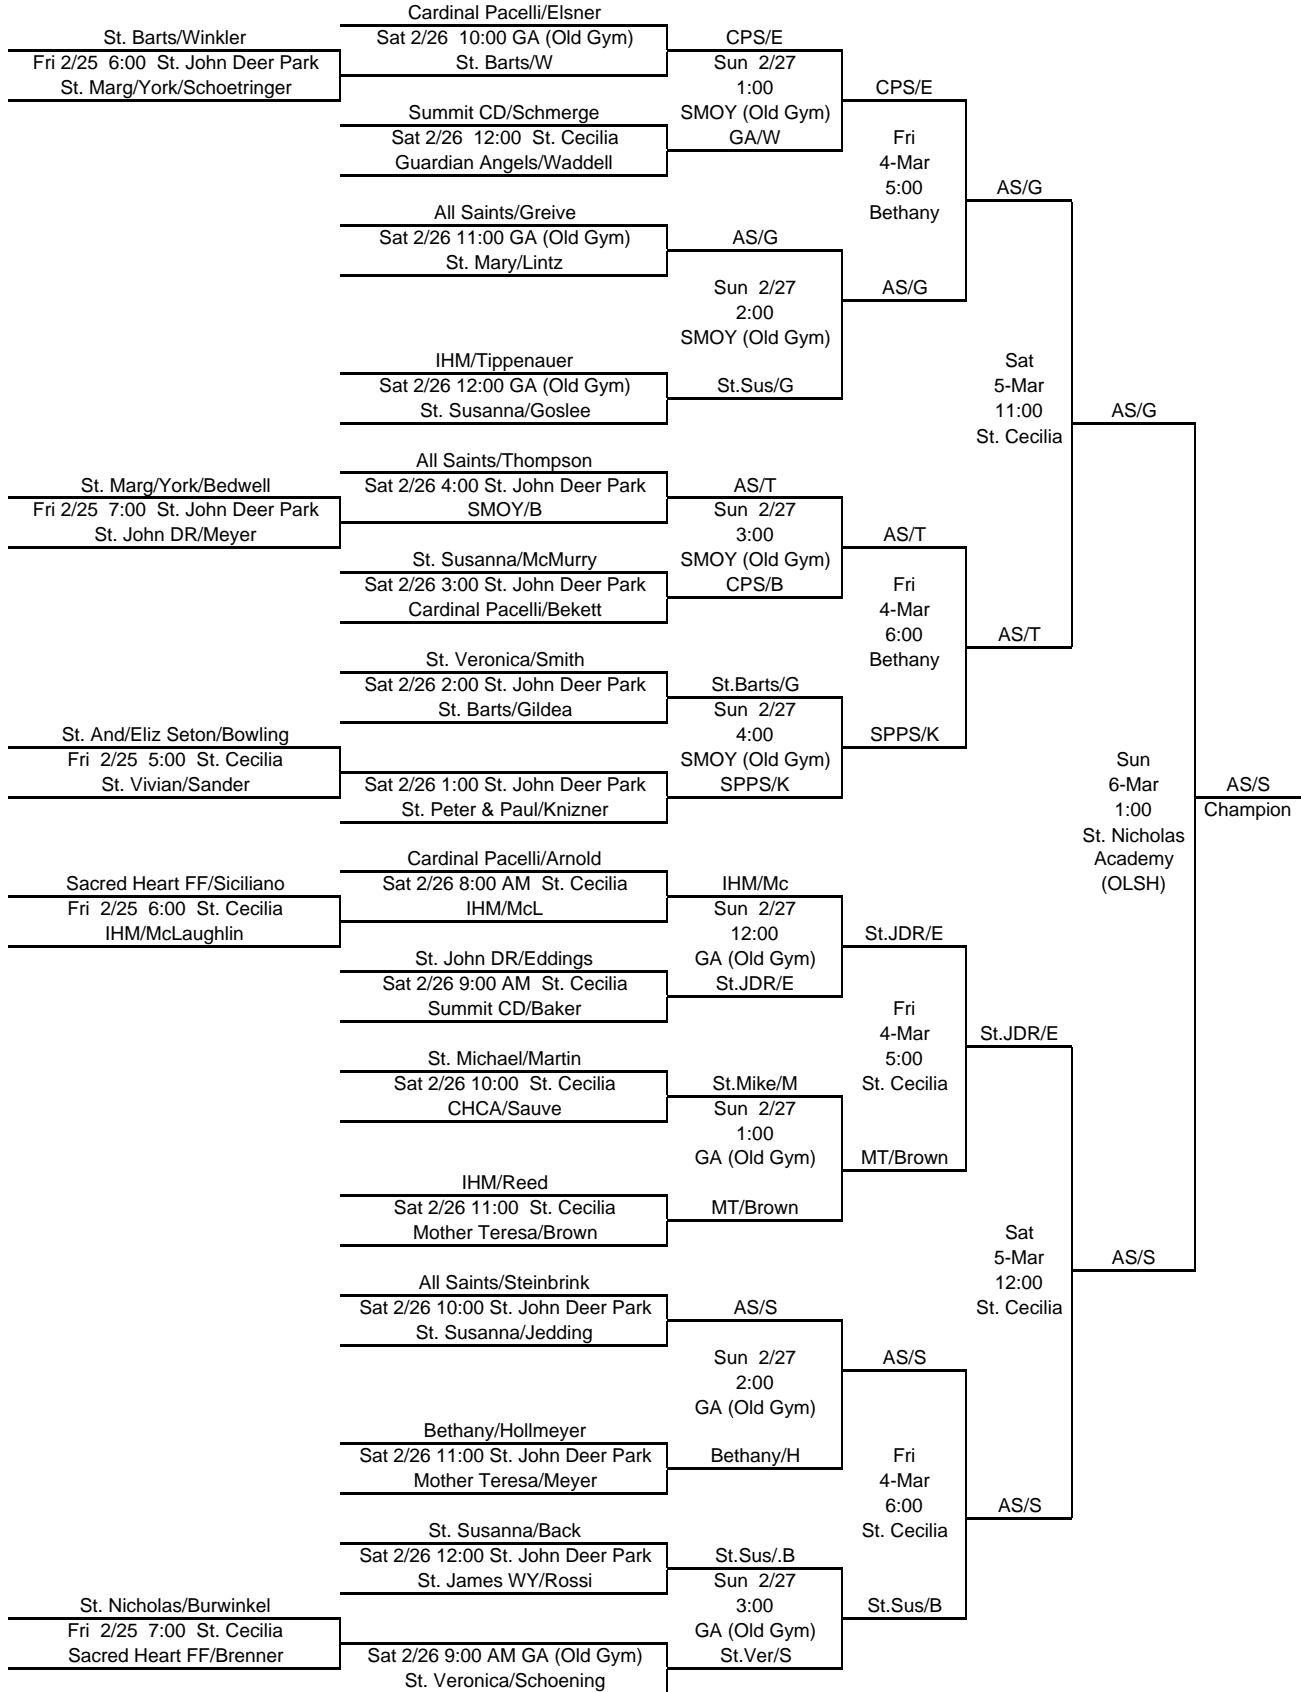 Cardinal Pacelli/Elsner
St. Barts/Winkler
Sat 2/26  10:00 GA (Old Gym)
CPS/E
Fri 2/25  6:00  St. John Deer Park
St. Barts/W
Sun  2/27
St. Marg/York/Schoetringer
1:00
CPS/E
Summit CD/Schmerge
SMOY (Old Gym)
Sat 2/26  12:00  St. Cecilia
GA/W
Fri
Guardian Angels/Waddell
4-Mar
5:00
AS/G
All Saints/Greive
Bethany
Sat 2/26 11:00 GA (Old Gym)
AS/G
St. Mary/Lintz
Sun  2/27
AS/G
2:00
SMOY (Old Gym)
IHM/Tippenauer
Sat
Sat 2/26 12:00 GA (Old Gym)
St.Sus/G
5-Mar
St. Susanna/Goslee
11:00
AS/G
St. Cecilia
All Saints/Thompson
St. Marg/York/Bedwell
Sat 2/26 4:00 St. John Deer Park
AS/T
Fri 2/25  7:00  St. John Deer Park
SMOY/B
Sun  2/27
St. John DR/Meyer
3:00
AS/T
St. Susanna/McMurry
SMOY (Old Gym)
Sat 2/26 3:00 St. John Deer Park
CPS/B
Fri
Cardinal Pacelli/Bekett
4-Mar
6:00
AS/T
St. Veronica/Smith
Bethany
Sat 2/26 2:00 St. John Deer Park
St.Barts/G
St. Barts/Gildea
Sun  2/27
St. And/Eliz Seton/Bowling
4:00
SPPS/K
Fri  2/25  5:00  St. Cecilia
SMOY (Old Gym)
Sun
St. Vivian/Sander
Sat 2/26 1:00 St. John Deer Park
SPPS/K
6-Mar
AS/S
St. Peter & Paul/Knizner
1:00
Champion
St. Nicholas
Cardinal Pacelli/Arnold
Academy
Sacred Heart FF/Siciliano
Sat 2/26 8:00 AM  St. Cecilia
IHM/Mc
(OLSH)
Fri  2/25  6:00  St. Cecilia
IHM/McL
Sun  2/27
IHM/McLaughlin
12:00
St.JDR/E
St. John DR/Eddings
GA (Old Gym)
Sat 2/26 9:00 AM  St. Cecilia
St.JDR/E
Summit CD/Baker
Fri
4-Mar
St.JDR/E
St. Michael/Martin
5:00
Sat 2/26 10:00  St. Cecilia
St.Mike/M
St. Cecilia
CHCA/Sauve
Sun  2/27
1:00
GA (Old Gym)
MT/Brown
IHM/Reed
Sat 2/26 11:00  St. Cecilia
MT/Brown
Mother Teresa/Brown
Sat
5-Mar
AS/S
All Saints/Steinbrink
12:00
Sat 2/26 10:00 St. John Deer Park
AS/S
St. Cecilia
St. Susanna/Jedding
Sun  2/27
AS/S
2:00
GA (Old Gym)
Bethany/Hollmeyer
Sat 2/26 11:00 St. John Deer Park
Bethany/H
Fri
Mother Teresa/Meyer
4-Mar
6:00
AS/S
St. Susanna/Back
St. Cecilia
Sat 2/26 12:00 St. John Deer Park
St.Sus/.B
St. James WY/Rossi
Sun  2/27
St. Nicholas/Burwinkel
3:00
St.Sus/B
Fri  2/25  7:00  St. Cecilia
GA (Old Gym)
Sacred Heart FF/Brenner
Sat 2/26 9:00 AM GA (Old Gym)
St.Ver/S
St. Veronica/Schoening